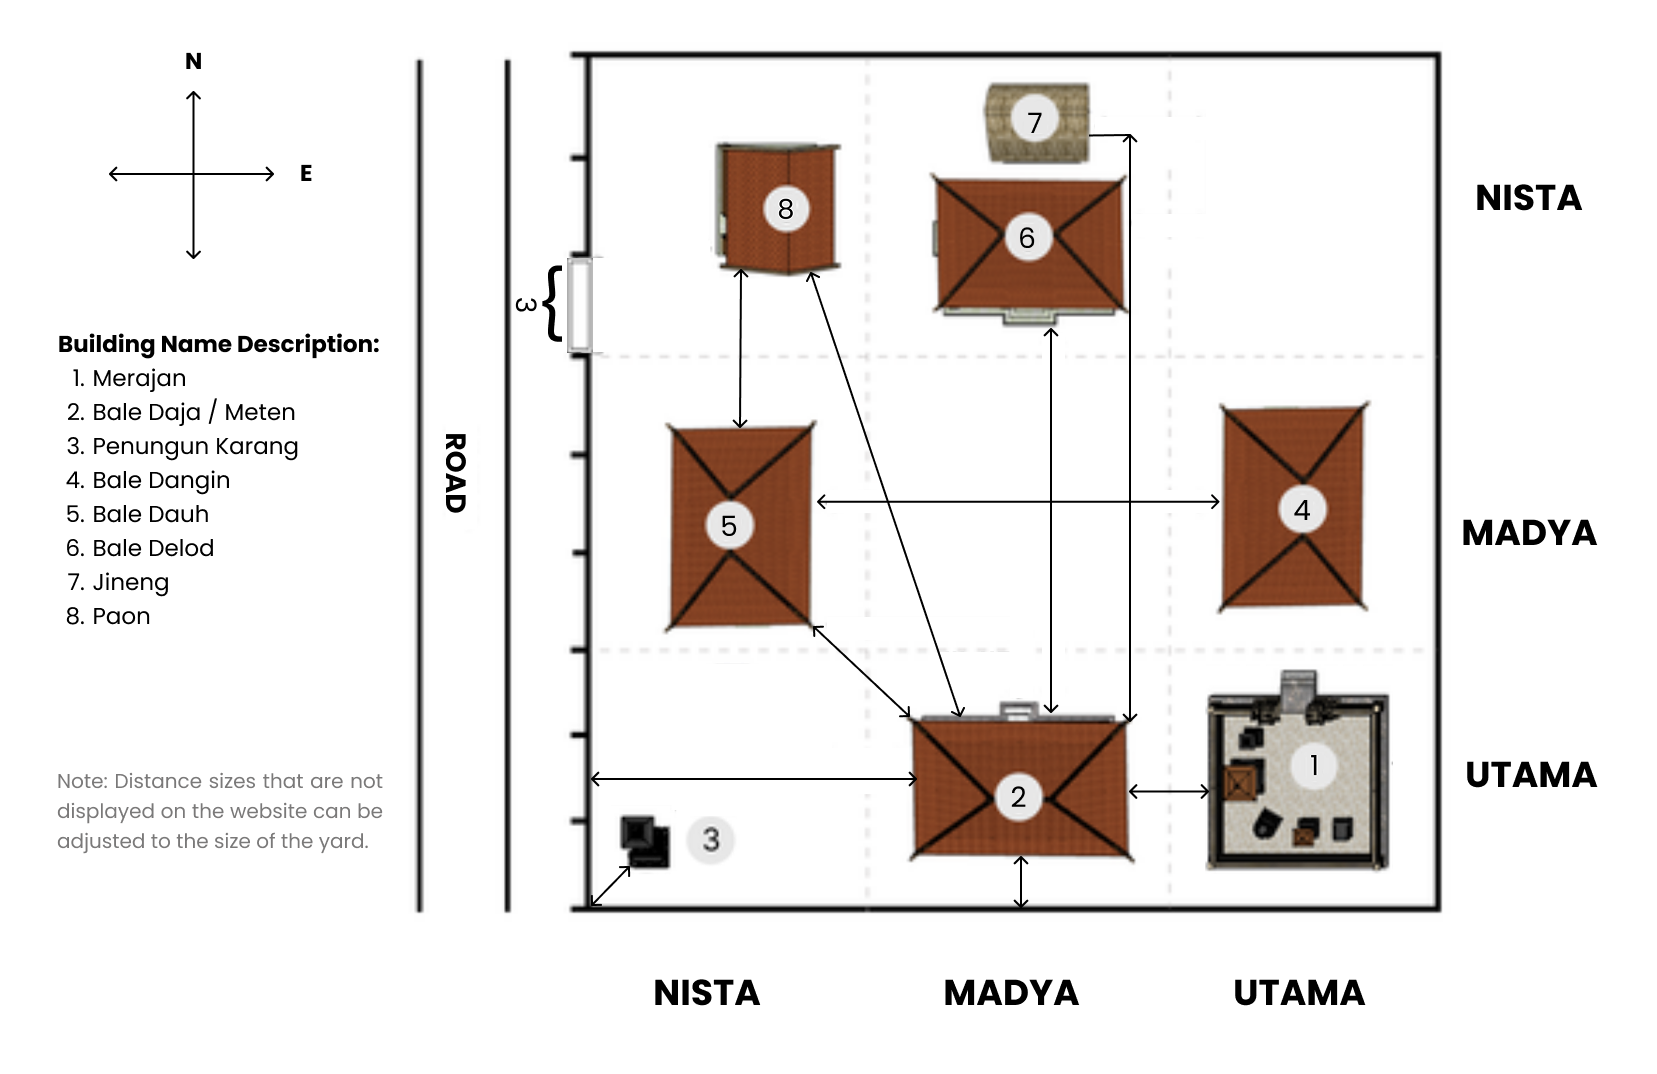 N
E
Building Name Description:
1. Merajan
2. Bale Daja / Meten
3. Penungun Karang
4. Bale Dangin
5. Bale Dauh
6. Bale Delod
7. Jineng
8. Paon
Note: Distance sizes that are not
displayed on the website can be
adjusted to the size of the yard.
ROAD
3
7
8
6
5
4
1
2
3
NISTA
MADYA
UTAMA
NISTA
MADYA
UTAMA